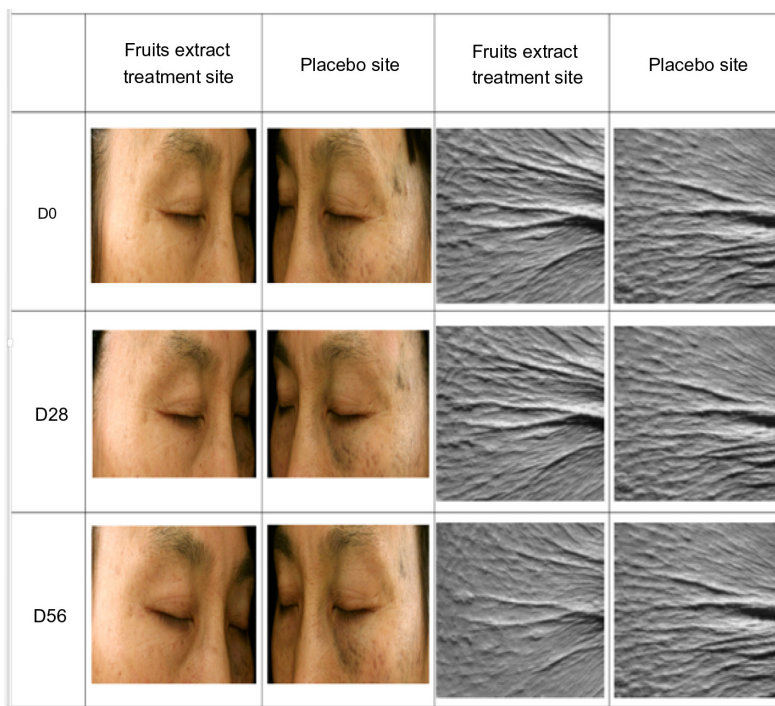 Fruits extract
treatment site
Placebo site
Fruits extract
treatment site
Placebo site
D0
D28
D56